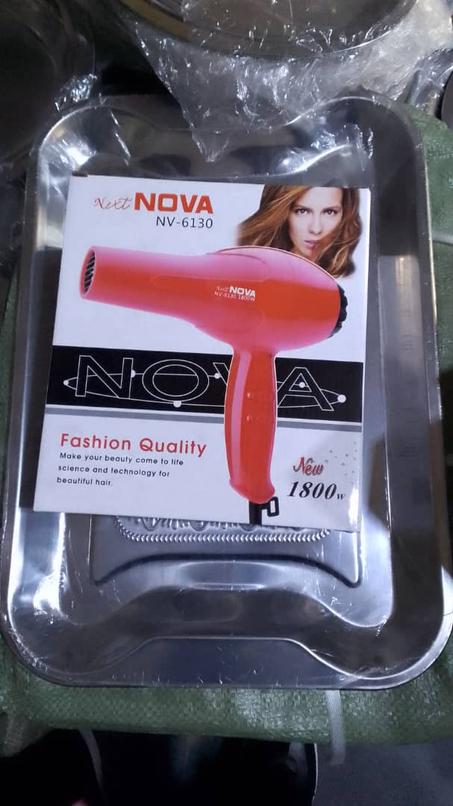 Next NOVA
NV-6130
Next NOVA
NV-6130 1800W
NOVA
Fashion Quality
Make your beauty come to life
science and technology for
beautiful hair.
New
1800w